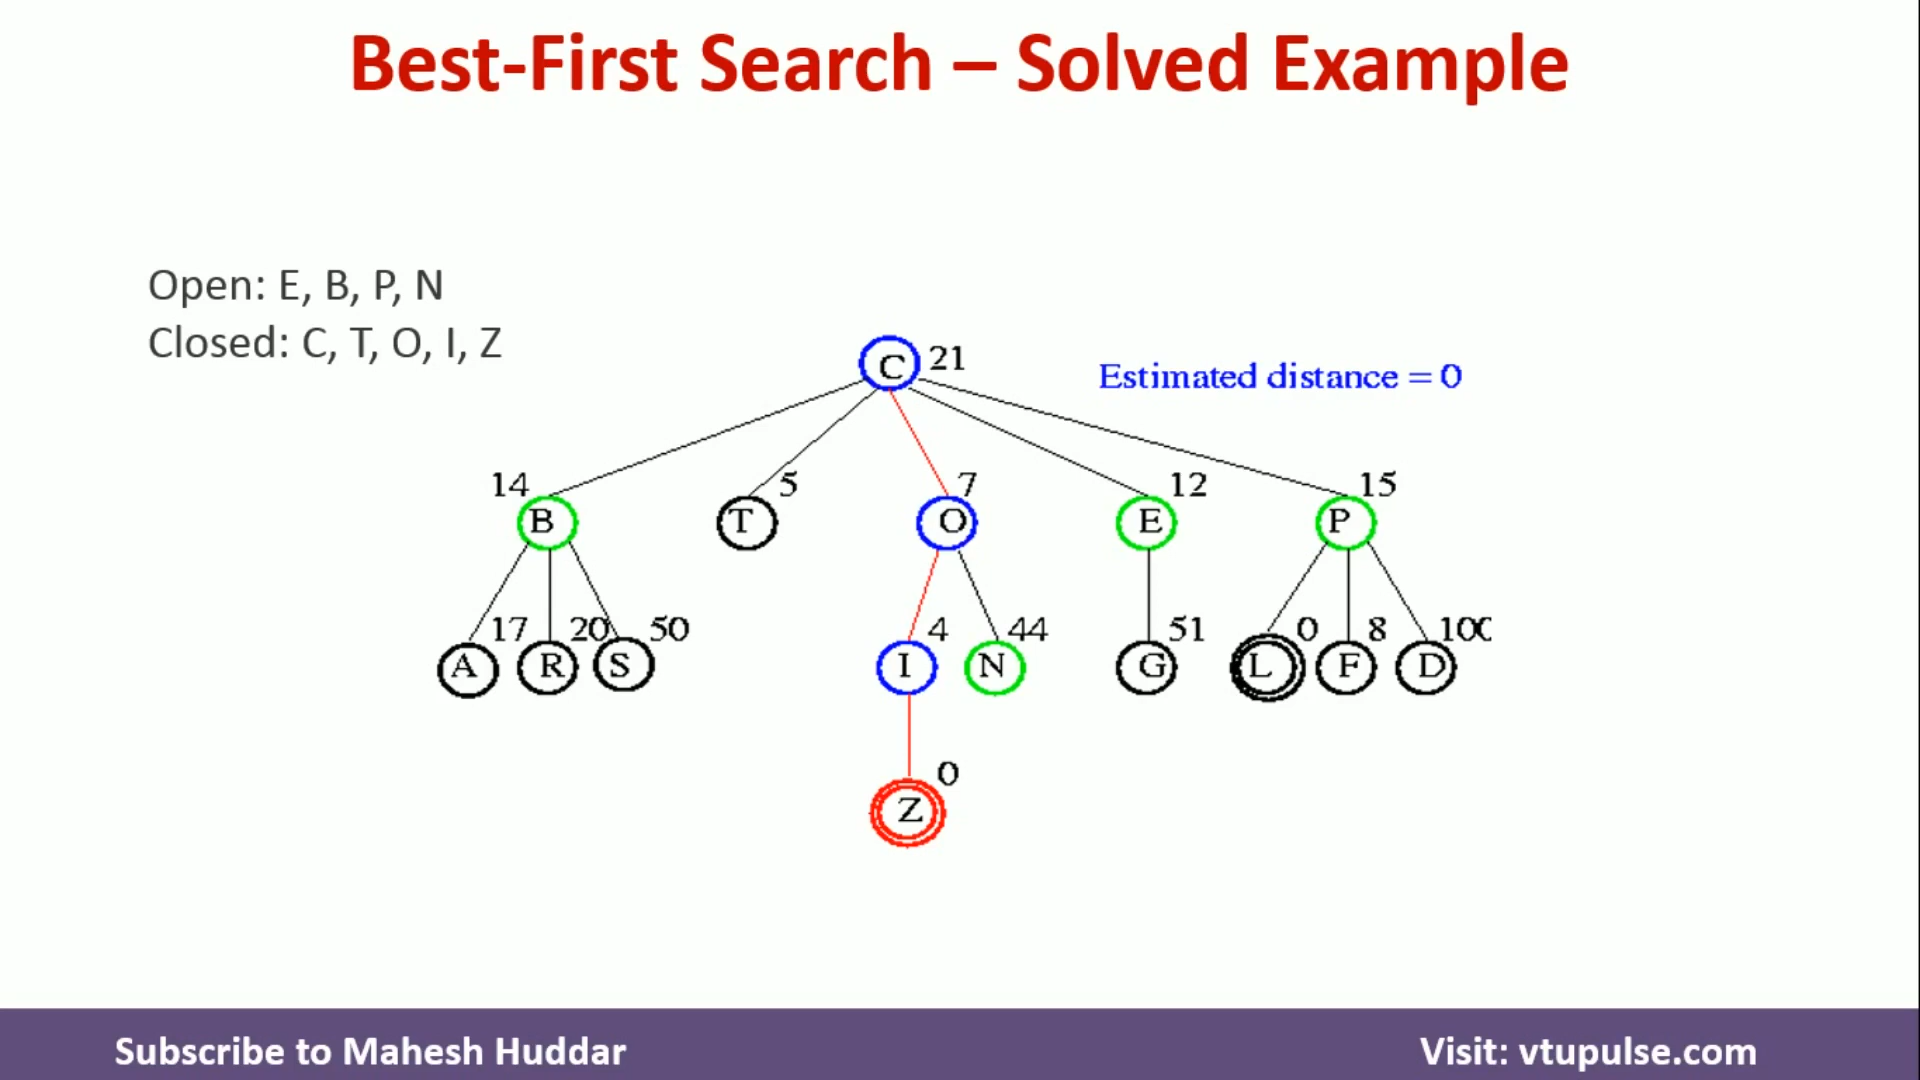 Best-First Search – Solved Example
Open: E, B, P, N
Closed: C, T, O, I, Z
C 21
Estimated distance = 0
14 5 7 12 15
B T O E P
17 20 50 4 44 51 0 8 100
A R S I N G L F D
0
Z
Subscribe to Mahesh Huddar
Visit: vtupulse.com